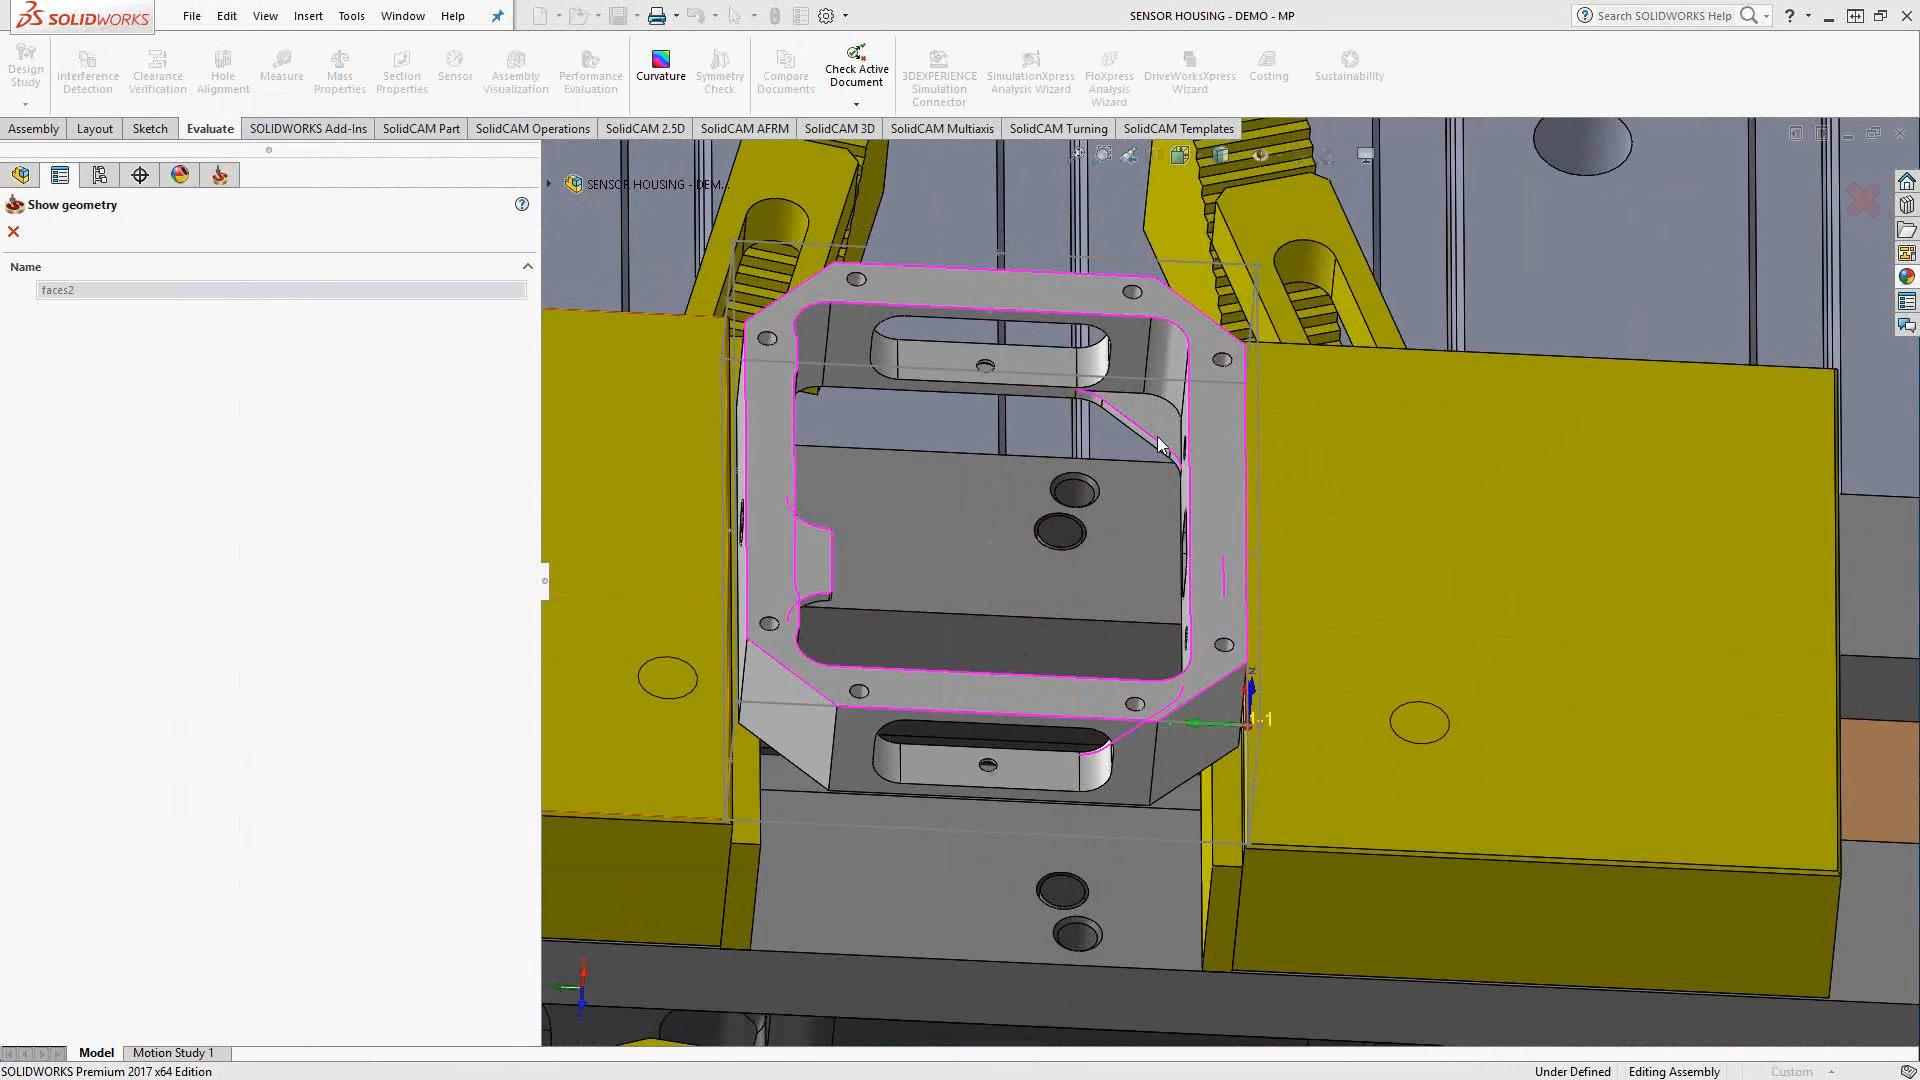 SOLIDWORKS
File Edit View Insert Tools Window Help
SENSOR HOUSING - DEMO - MP
Search SOLIDWORKS Help
Design Study
Interference Detection
Clearance Verification
Hole Alignment
Measure
Mass Properties
Section Properties
Sensor
Assembly Visualization
Performance Evaluation
Curvature
Symmetry Check
Compare Documents
Check Active Document
3DEXPERIENCE Simulation Connector
SimulationXpress Analysis Wizard
FloXpress Analysis Wizard
DriveWorksXpress Wizard
Costing
Sustainability
Assembly Layout Sketch Evaluate SOLIDWORKS Add-Ins SolidCAM Part SolidCAM Operations SolidCAM 2.5D SolidCAM AFRM SolidCAM 3D SolidCAM Multiaxis SolidCAM Turning SolidCAM Templates
SENSOR HOUSING - DEM...
Show geometry
Name
faces2
Z
1-1
Model Motion Study 1
SOLIDWORKS Premium 2017 x64 Edition
Under Defined Editing Assembly Custom